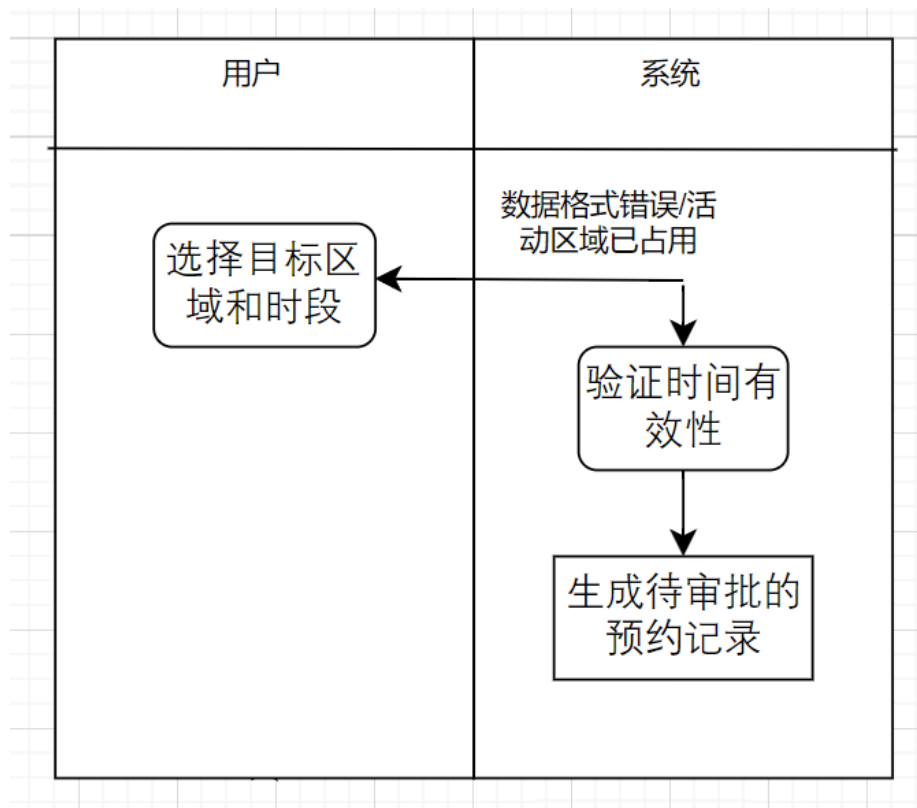 用户
系统
数据格式错误/活
动区域已占用
选择目标区
域和时段
验证时间有
效性
生成待审批的
预约记录